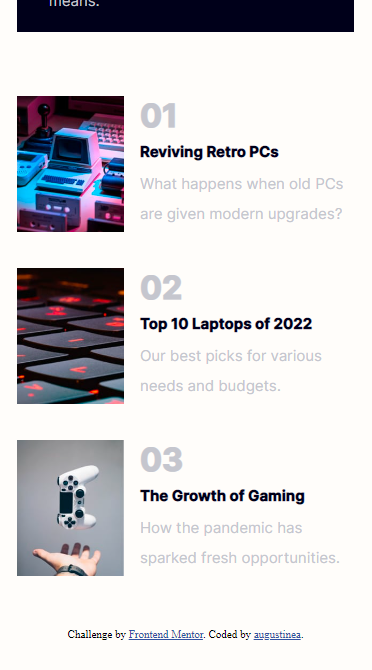 means.
01
Reviving Retro PCs
What happens when old PCs
are given modern upgrades?
02
Top 10 Laptops of 2022
Our best picks for various
needs and budgets.
03
The Growth of Gaming
How the pandemic has
sparked fresh opportunities.
Challenge by Frontend Mentor. Coded by augustinea.